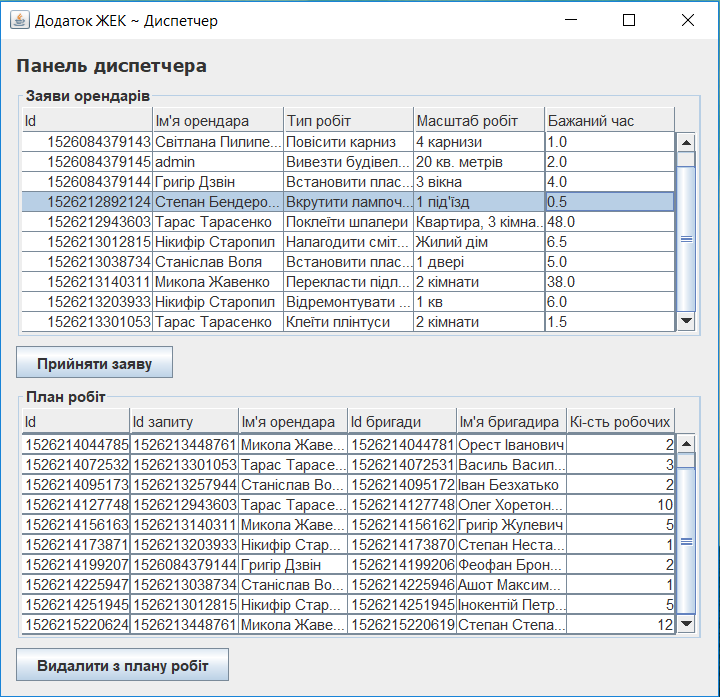 Додаток ЖЕК ~ Диспетчер
Панель диспетчера
Заяви орендарів
Id Ім'я орендара Тип робіт Масштаб робіт Бажаний час
1526084379143 Світлана Пилипе... Повісити карниз 4 карнизи 1.0
1526084379145 admin Вивезти будівел... 20 кв. метрів 2.0
1526084379144 Григір Дзвін Встановити плас... 3 вікна 4.0
1526212892124 Степан Бендеро... Вкрутити лампоч... 1 під'їзд 0.5
1526212943603 Тарас Тарасенко Поклеїти шпалери Квартира, 3 кімна... 48.0
1526213012815 Нікифір Старопил Налагодити сміт... Жилий дім 6.5
1526213038734 Станіслав Воля Встановити плас... 1 двері 5.0
1526213140311 Микола Жавенко Перекласти підл... 2 кімнати 38.0
1526213203933 Нікифір Старопил Відремонтувати ... 1 кв 6.0
1526213301053 Тарас Тарасенко Клеїти плінтуси 2 кімнати 1.5
Прийняти заяву
План робіт
Id Id запиту Ім'я орендара Id бригади Ім'я бригадира Кі-сть робочих
1526214044785 1526213448761 Микола Жаве... 1526214044781 Орест Іванович 2
1526214072532 1526213301053 Тарас Тарасе... 1526214072531 Василь Васил... 3
1526214095173 1526213257944 Станіслав Во... 1526214095172 Іван Безхатько 2
1526214127748 1526212943603 Тарас Тарасе... 1526214127748 Олег Хоретон... 10
1526214156163 1526213140311 Микола Жаве... 1526214156162 Григір Жулевич 5
1526214173871 1526213203933 Нікифір Стар... 1526214173870 Степан Неста... 1
1526214199207 1526084379144 Григір Дзвін 1526214199206 Феофан Брон... 2
1526214225947 1526213038734 Станіслав Во... 1526214225946 Ашот Максим... 1
1526214251945 1526213012815 Нікифір Стар... 1526214251945 Інокентій Петр... 5
1526215220624 1526213448761 Микола Жаве... 1526215220619 Степан Степа... 12
Видалити з плану робіт